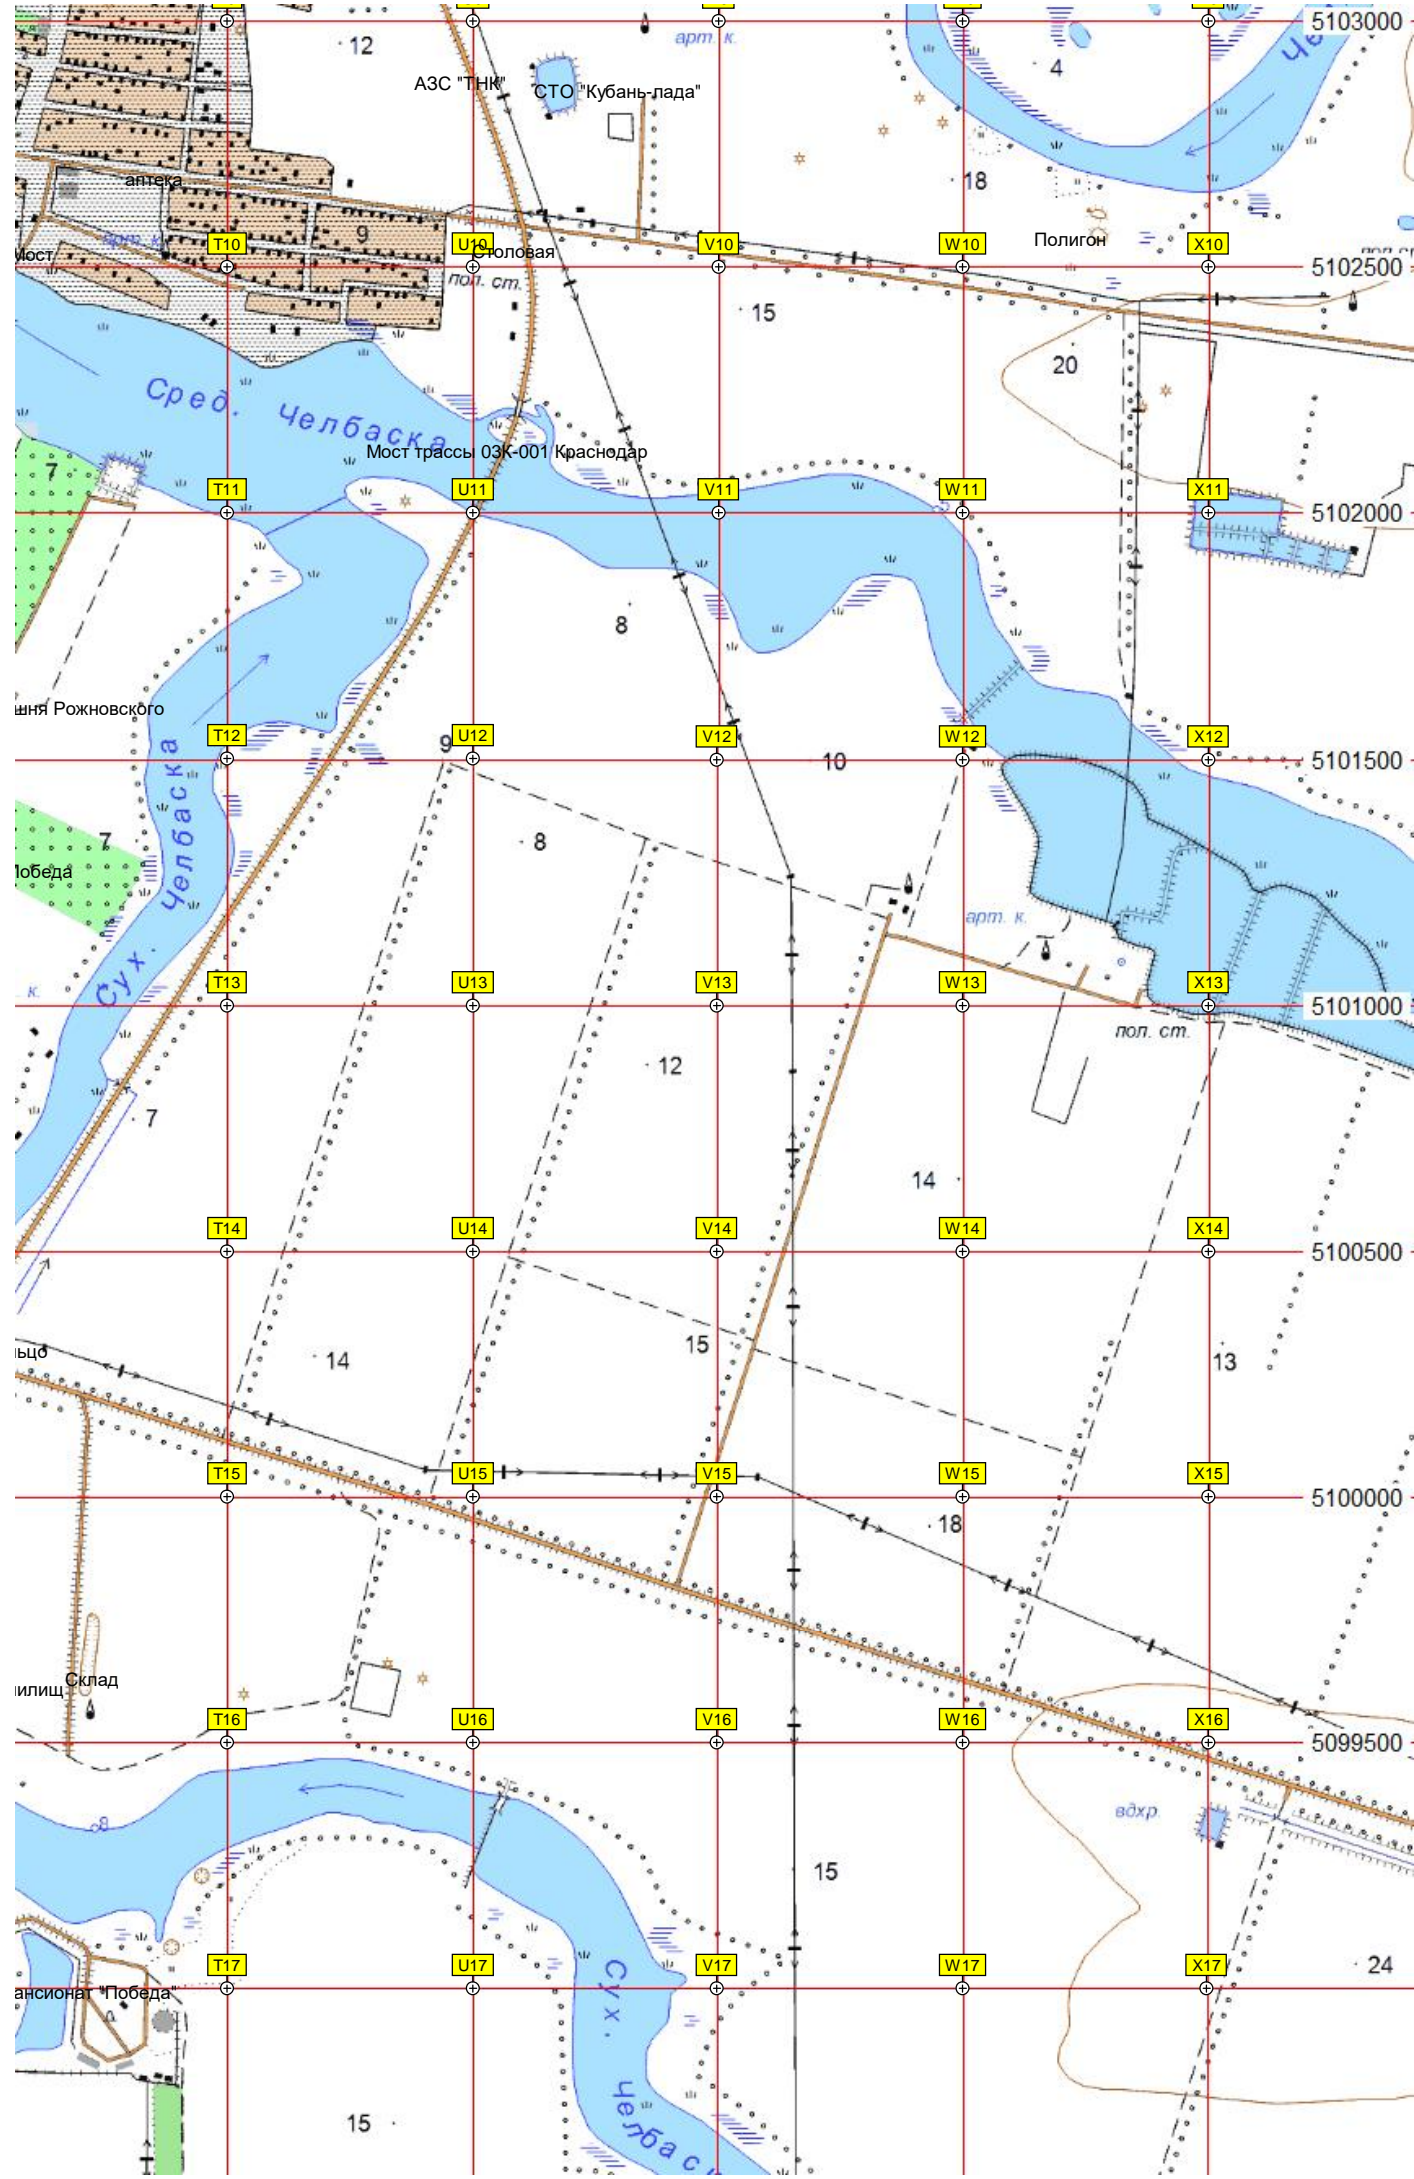 5103000
12
арт. к.
4
АЗС "ТНК"
СТО "Кубань-лада"
аптека
18
9
арт. к.
T10
U10
V10
W10
Полигон
X10
Мост
Столовая
5102500
пол. ст.
15
20
Сред. Челбаска
Мост трассы 03К-001 Краснодар
7
T11
U11
V11
W11
X11
5102000
8
шня Рожновского
T12
U12
V12
W12
X12
9
10
5101500
8
7
Победа
Сух. Челбаска
арт. к.
T13
U13
V13
W13
X13
к.
5101000
пол. ст.
12
7
14
T14
U14
V14
W14
X14
5100500
15
льцо
14
13
T15
U15
V15
W15
X15
5100000
18
Склад
илищ
T16
U16
V16
W16
X16
5099500
вдхр.
8
15
T17
U17
V17
W17
X17
24
ансионат "Победа"
Сух. Челбас
15